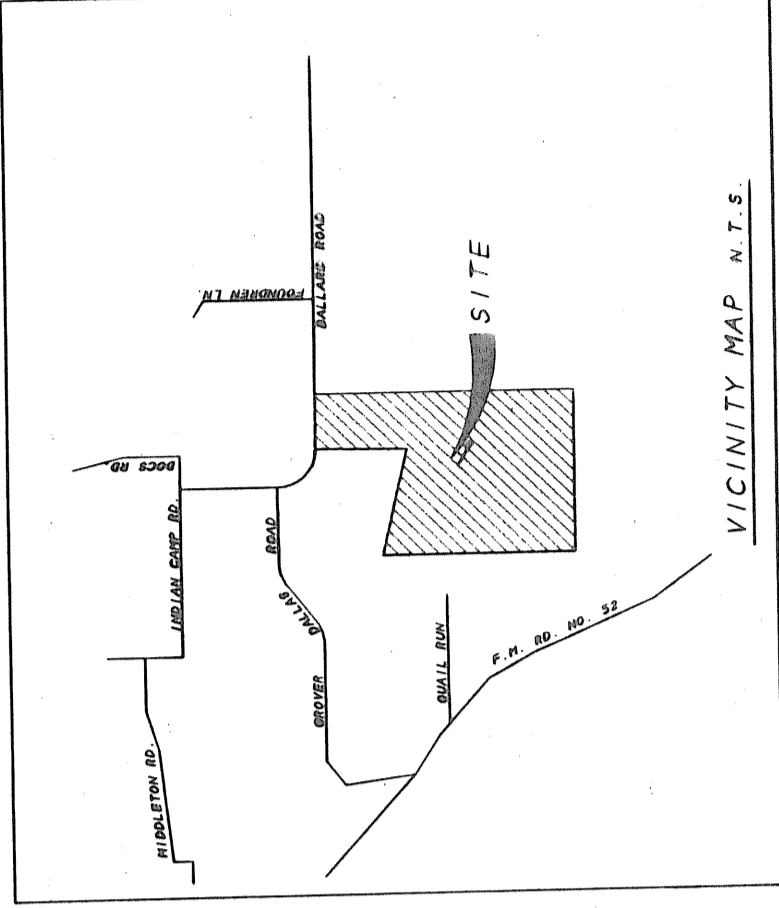 MIDDLETON RD.
INDIAN CAMP RD.
DOCS RD.
FOUNDREN LN.
BALLARD ROAD
GROVER
DALLAS
ROAD
QUAIL RUN
F.M. RD. NO. 52
SITE
VICINITY MAP N.T.S.